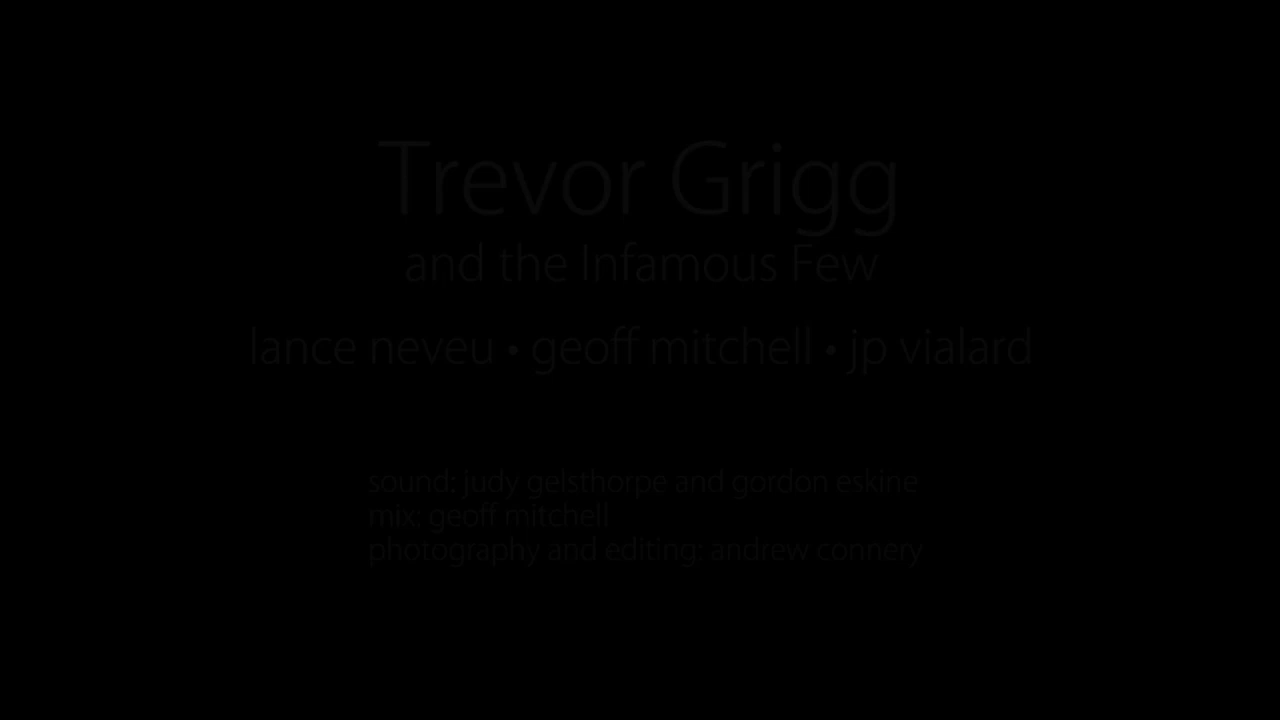 Trevor Grigg
and the Infamous Few
lance neveu • geoff mitchell • jp vialard
sound: judy gelsthorpe and gordon eskine
mix: geoff mitchell
photography and editing: andrew connery